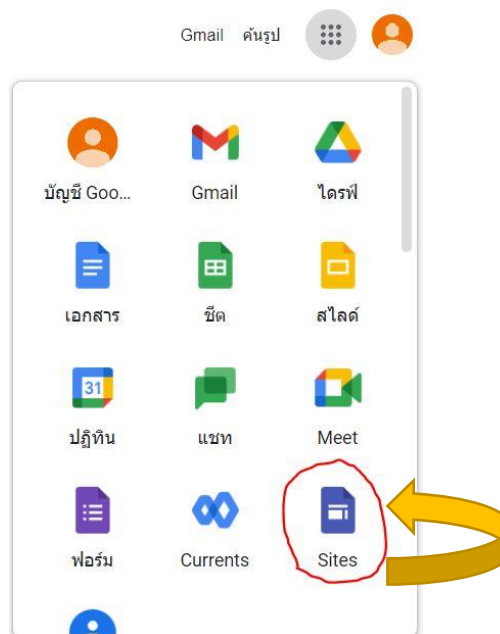 Gmail ค้นรูป
บัญชี Goo... Gmail ไดรฟ์
เอกสาร ชีต สไลด์
31
ปฏิทิน แชท Meet
ฟอร์ม Currents Sites